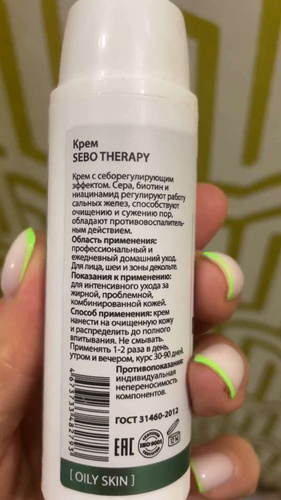 Крем
SEBO THERAPY
Крем с себорегулирующим
эффектом. Сера, биотин и
ниацинамид регулируют работу
сальных желез, способствуют
очищению и сужению пор,
обладают противовоспалитель-
ным действием.
Область применения:
профессиональный и
ежедневный домашний уход.
Для лица, шеи и зоны декольте.
Показания к применению:
для интенсивного ухода за
жирной, проблемной,
комбинированной кожей.
Способ применения: крем
нанести на очищенную кожу
и распределить до полного
впитывания. Не смывать.
Применять 1-2 раза в день,
утром и вечером, курс 30-90 дней.
Противопоказание:
индивидуальная
непереносимость
компонентов.
ГОСТ 31460-2012
EAC
[ OILY SKIN ]